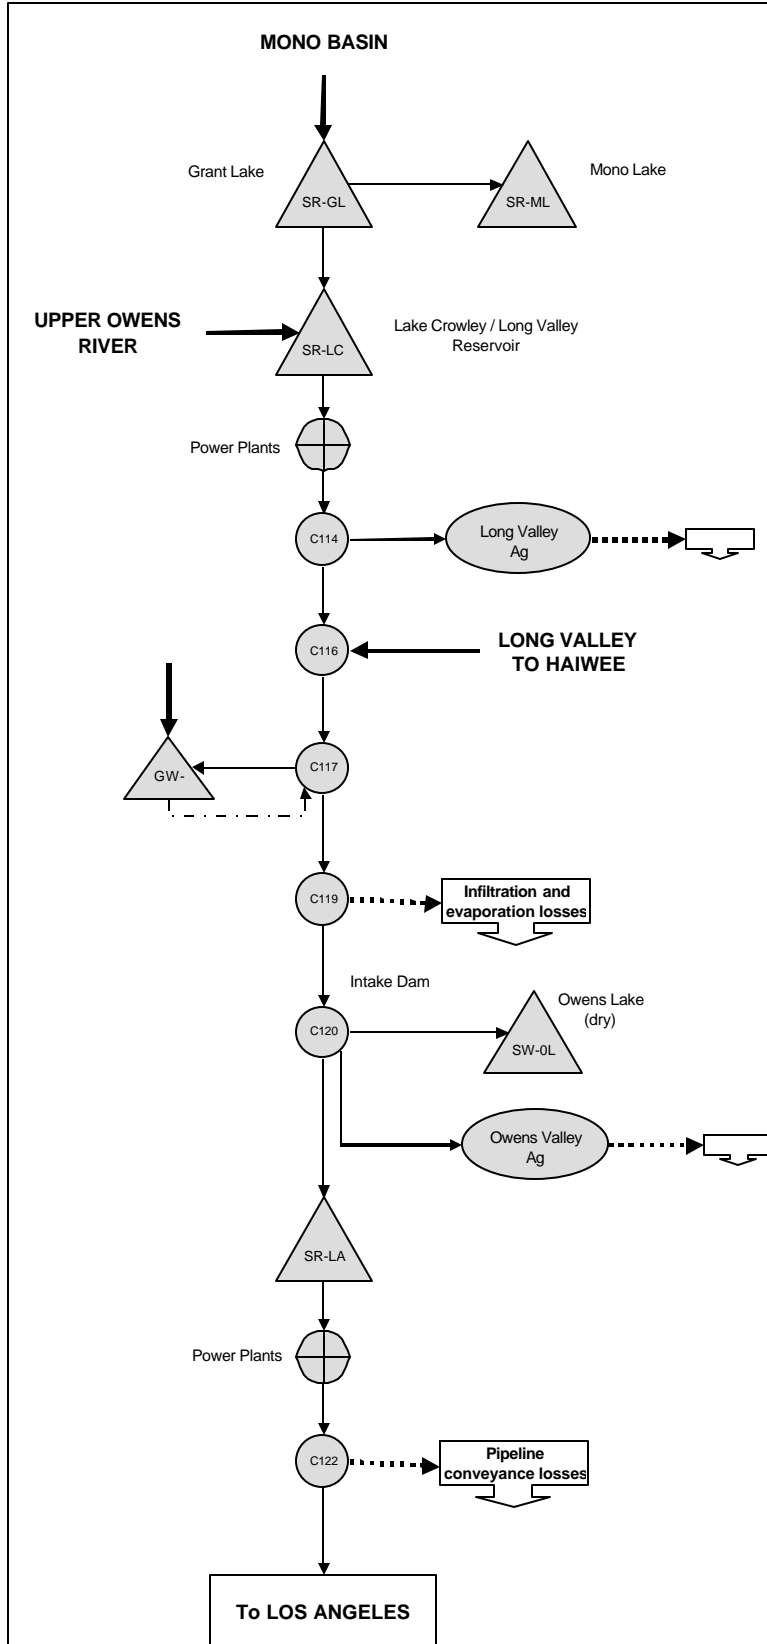 MONO BASIN
Grant Lake
Mono Lake
SR-GL
SR-ML
UPPER OWENS
RIVER
Lake Crowley / Long Valley
Reservoir
SR-LC
Power Plants
C114
Long Valley
Ag
C116
LONG VALLEY
TO HAIWEE
GW-
C117
C119
Infiltration and
evaporation losses
Intake Dam
Owens Lake
(dry)
C120
SW-0L
Owens Valley
Ag
SR-LA
Power Plants
C122
Pipeline
conveyance losses
To LOS ANGELES